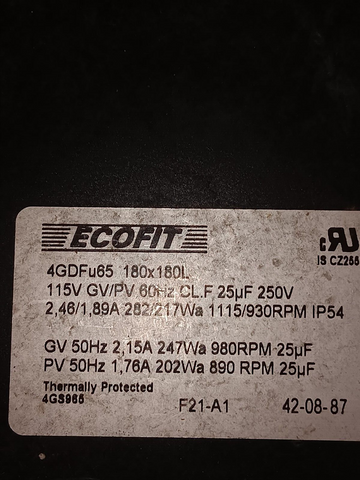 ECOFIT
4GDFu65 180x180L
115V GV/PV 60Hz CL.F 25µF 250V
2,46/1,89A 282/217Wa 1115/930RPM IP54
IS CZ255
GV 50Hz 2,15A 247Wa 980RPM 25µF
PV 50Hz 1,76A 202Wa 890 RPM 25µF
Thermally Protected
4GS965
F21-A1 42-08-87